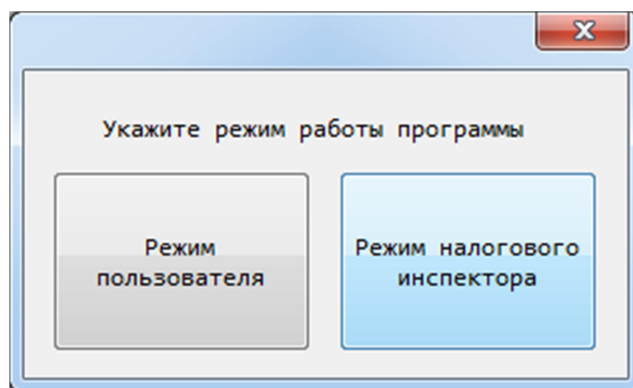 Укажите режим работы программы
Режим
пользователя
Режим налогового
инспектора